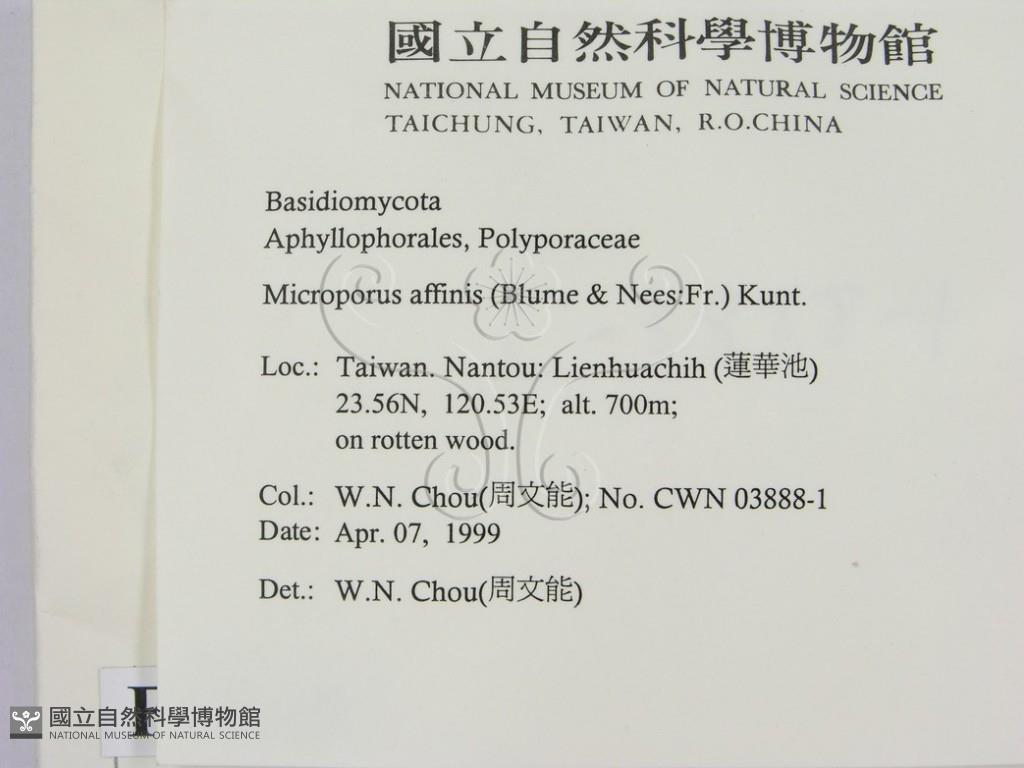 國立自然科學博物館
NATIONAL MUSEUM OF NATURAL SCIENCE
TAICHUNG, TAIWAN, R.O.CHINA
Basidiomycota
Aphyllophorales, Polyporaceae
Microporus affinis (Blume & Nees:Fr.) Kunt.
Loc.: Taiwan. Nantou: Lienhuachih (蓮華池)
23.56N, 120.53E; alt. 700m;
on rotten wood.
Col.: W.N. Chou(周文能); No. CWN 03888-1
Date: Apr. 07, 1999
Det.: W.N. Chou(周文能)
國立自然科學博物館
NATIONAL MUSEUM OF NATURAL SCIENCE